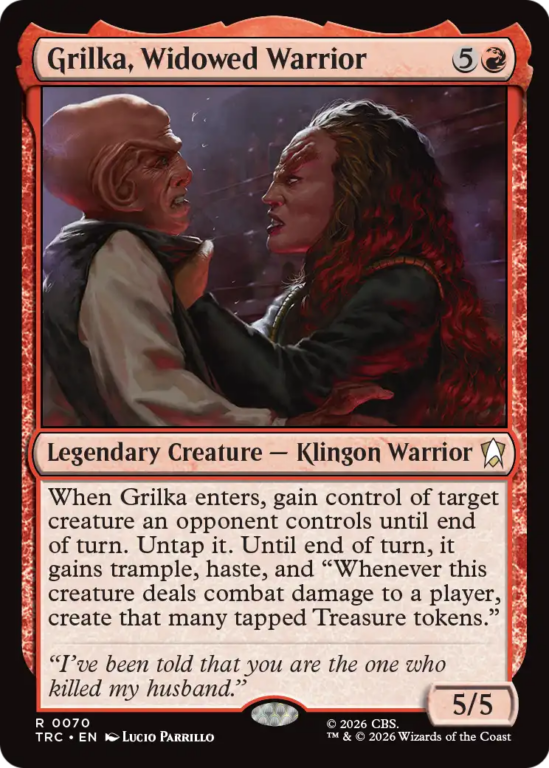 Grilka, Widowed Warrior 5
Legendary Creature — Klingon Warrior
When Grilka enters, gain control of target
creature an opponent controls until end
of turn. Untap it. Until end of turn, it
gains trample, haste, and “Whenever this
creature deals combat damage to a player,
create that many tapped Treasure tokens.”
“I’ve been told that you are the one who
killed my husband.”
5/5
R 0070
TRC • EN Lucio Parrillo
© 2026 CBS.
™ & © 2026 Wizards of the Coast